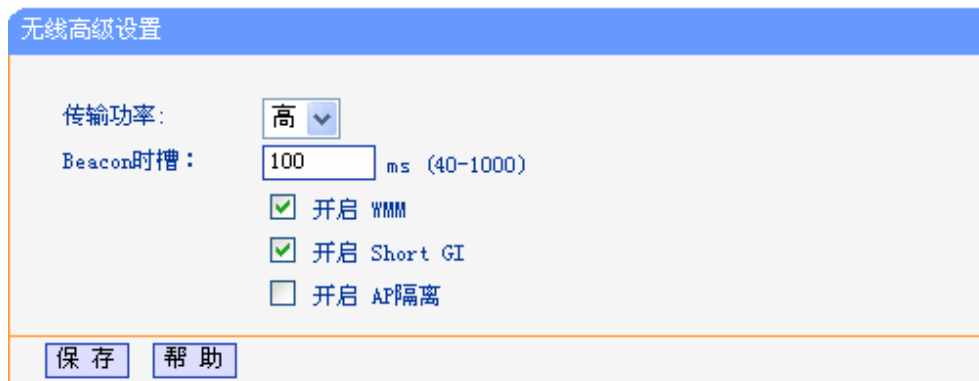 无线高级设置
传输功率: 高
Beacon时槽： 100 ms (40-1000)
开启 WMM
开启 Short GI
开启 AP隔离
保 存 帮 助